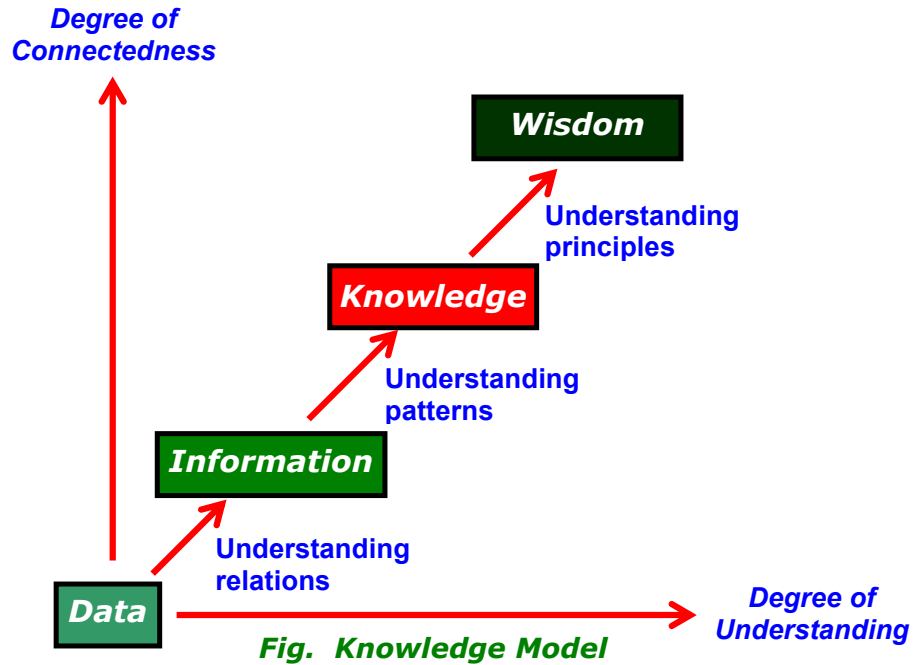 Degree of
Connectedness
Wisdom
Understanding
principles
Knowledge
Understanding
patterns
Information
Understanding
relations
Data
Degree of
Understanding
Fig. Knowledge Model